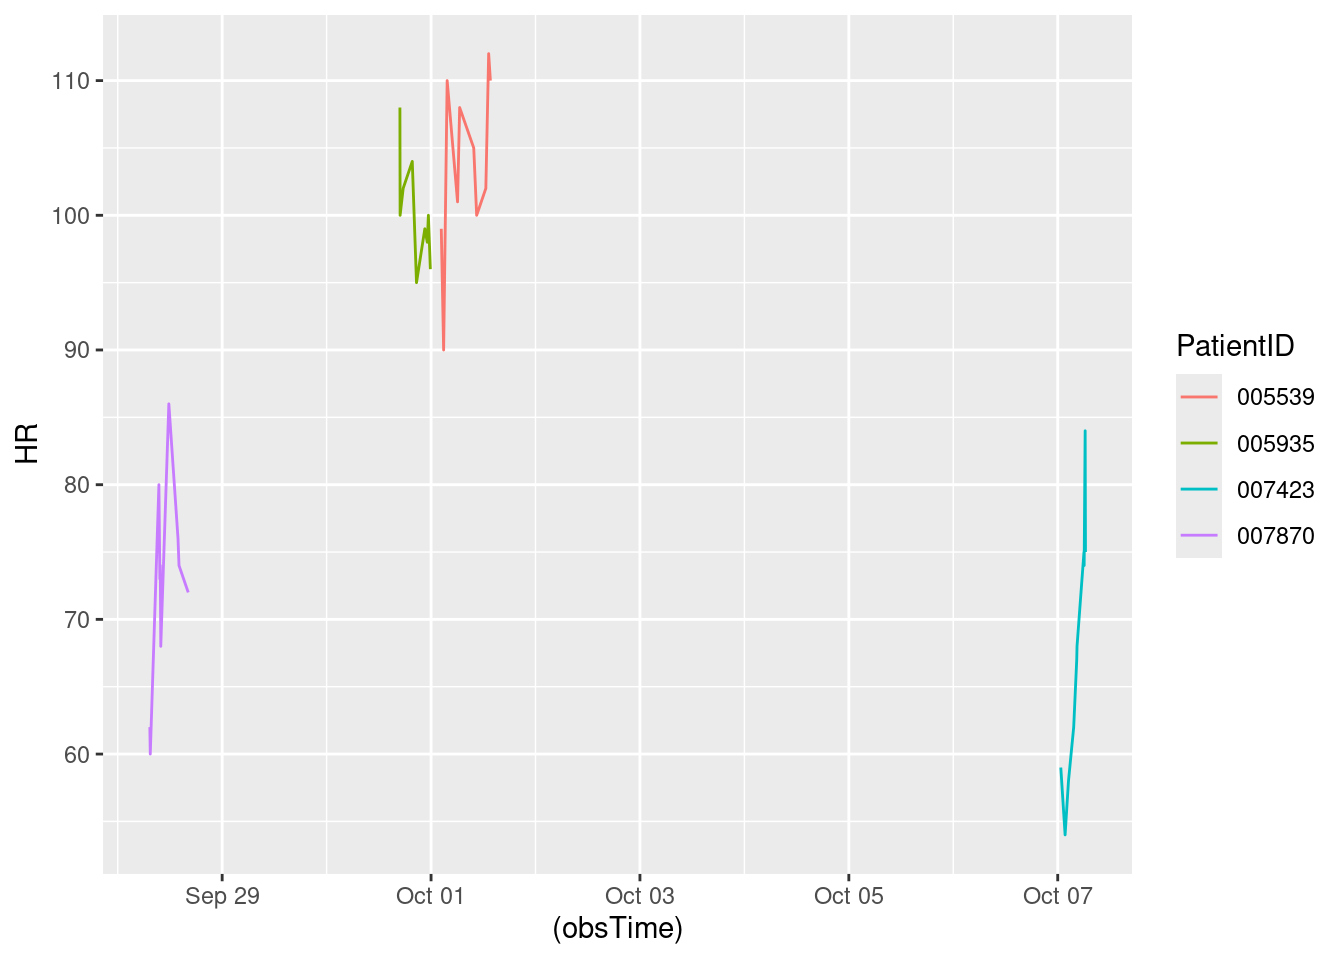 110
100
90
80
70
60
HR
Sep 29
Oct 01
Oct 03
Oct 05
Oct 07
(obsTime)
PatientID
005539
005935
007423
007870